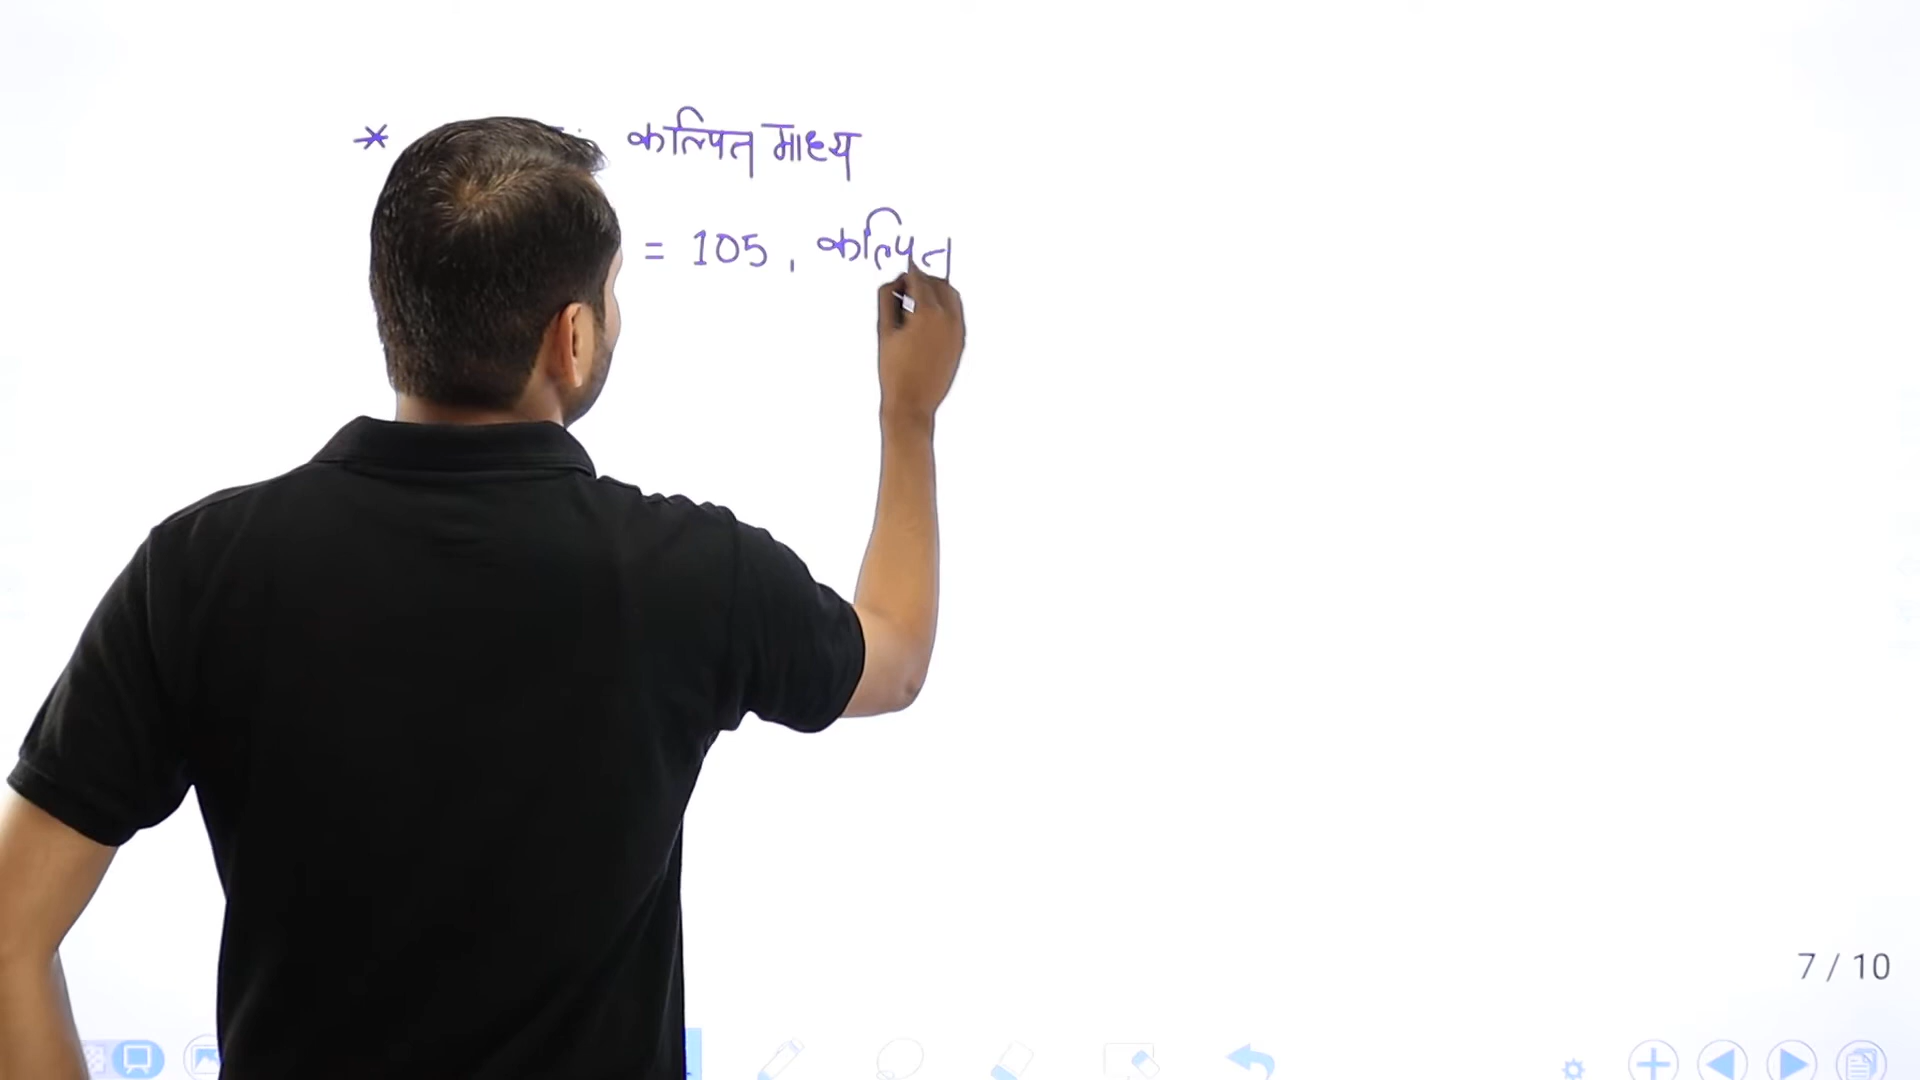 * कल्पित माध्य
= 105, कल्पित
7 / 10